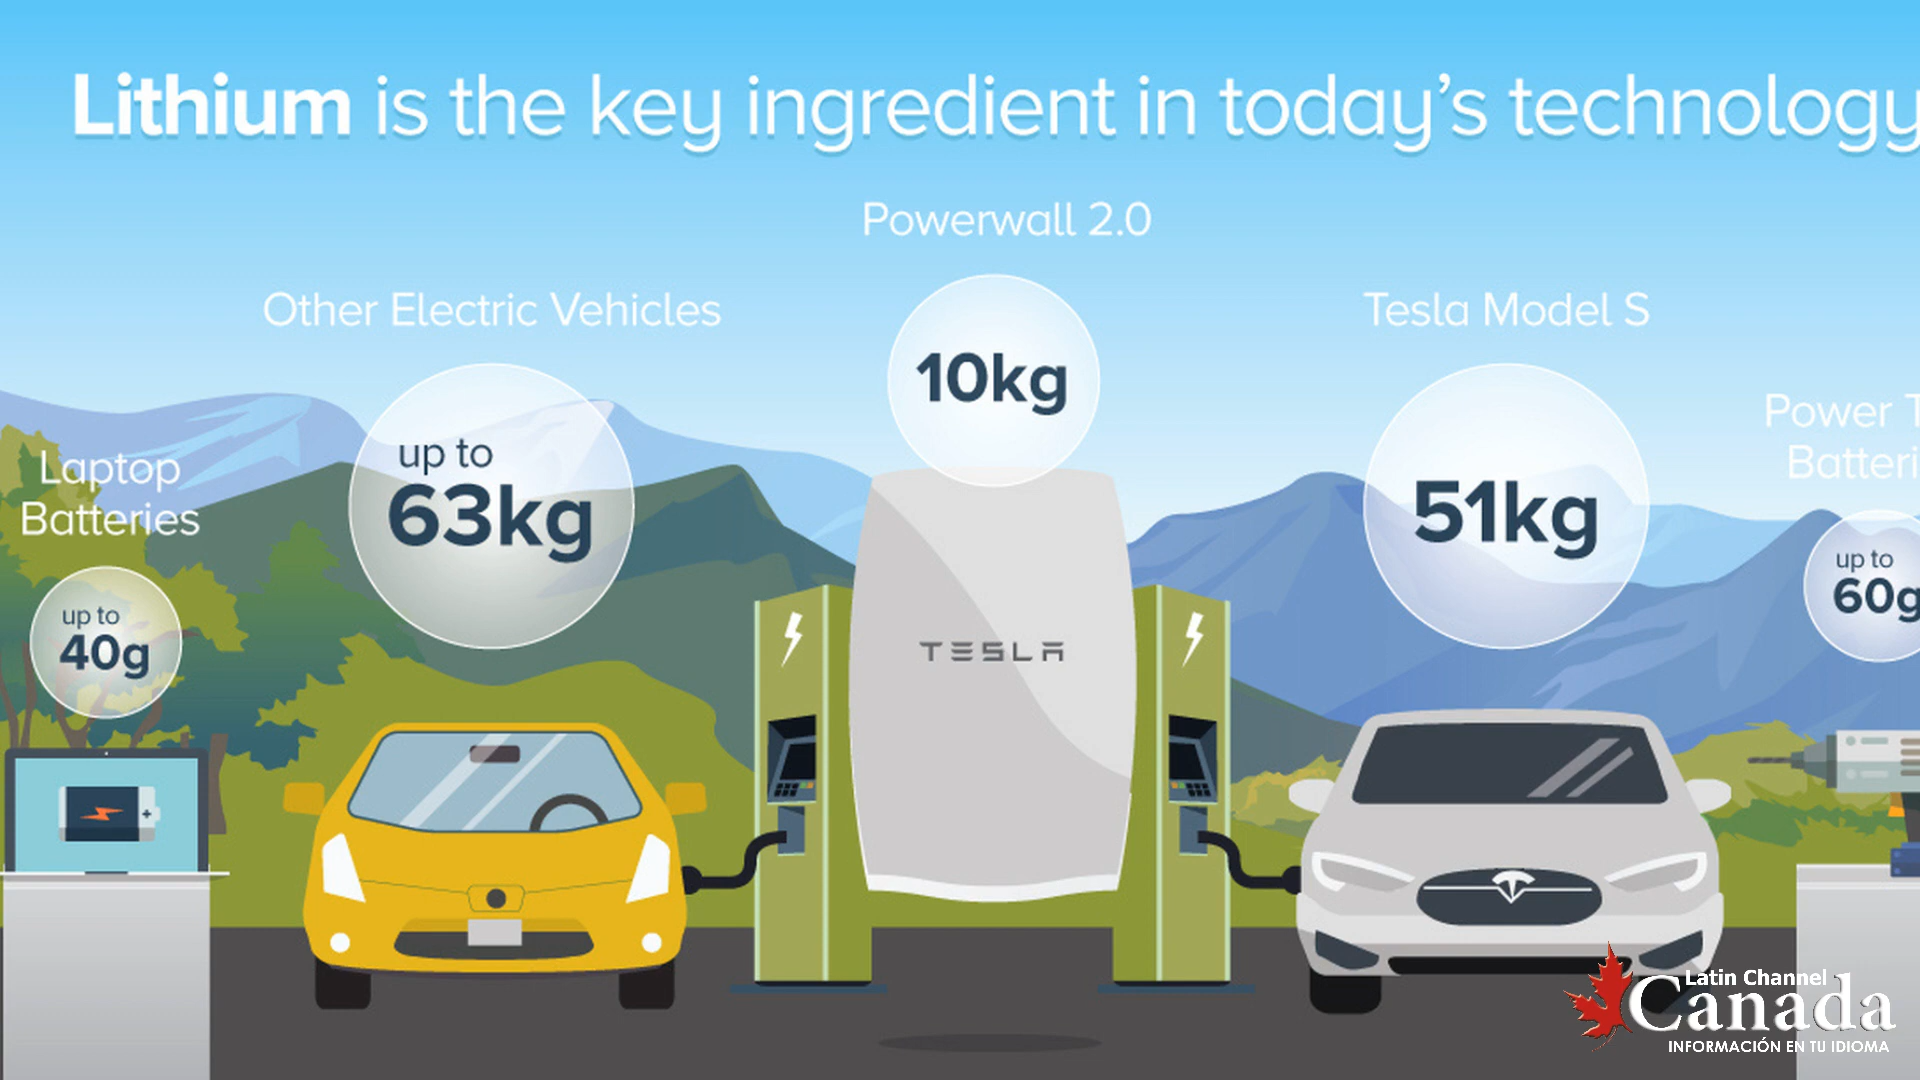 Lithium is the key ingredient in today's technology
Powerwall 2.0
10kg
Other Electric Vehicles
up to
63kg
Tesla Model S
51kg
Laptop
Batteries
up to
40g
Power
Batteri
up to
60g
TESLA
Latin Channel
Canada
INFORMACIÓN EN TU IDIOMA